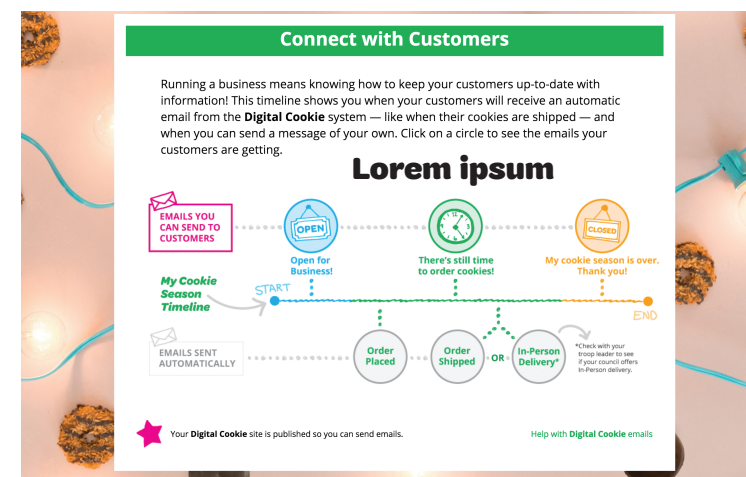 Connect with Customers
Running a business means knowing how to keep your customers up-to-date with
information! This timeline shows you when your customers will receive an automatic
email from the Digital Cookie system — like when their cookies are shipped — and
when you can send a message of your own. Click on a circle to see the emails your
customers are getting.
Lorem ipsum
EMAILS YOU
CAN SEND TO
CUSTOMERS
OPEN
12
CLOSED
Open for
Business!
There's still time
to order cookies!
My cookie season is over.
Thank you!
My Cookie
Season
Timeline
START
END
EMAILS SENT
AUTOMATICALLY
Order
Placed
Order
Shipped
OR
In-Person
Delivery*
*Check with your
troop leader to see
if your council offers
In-Person delivery.
Your Digital Cookie site is published so you can send emails.
Help with Digital Cookie emails